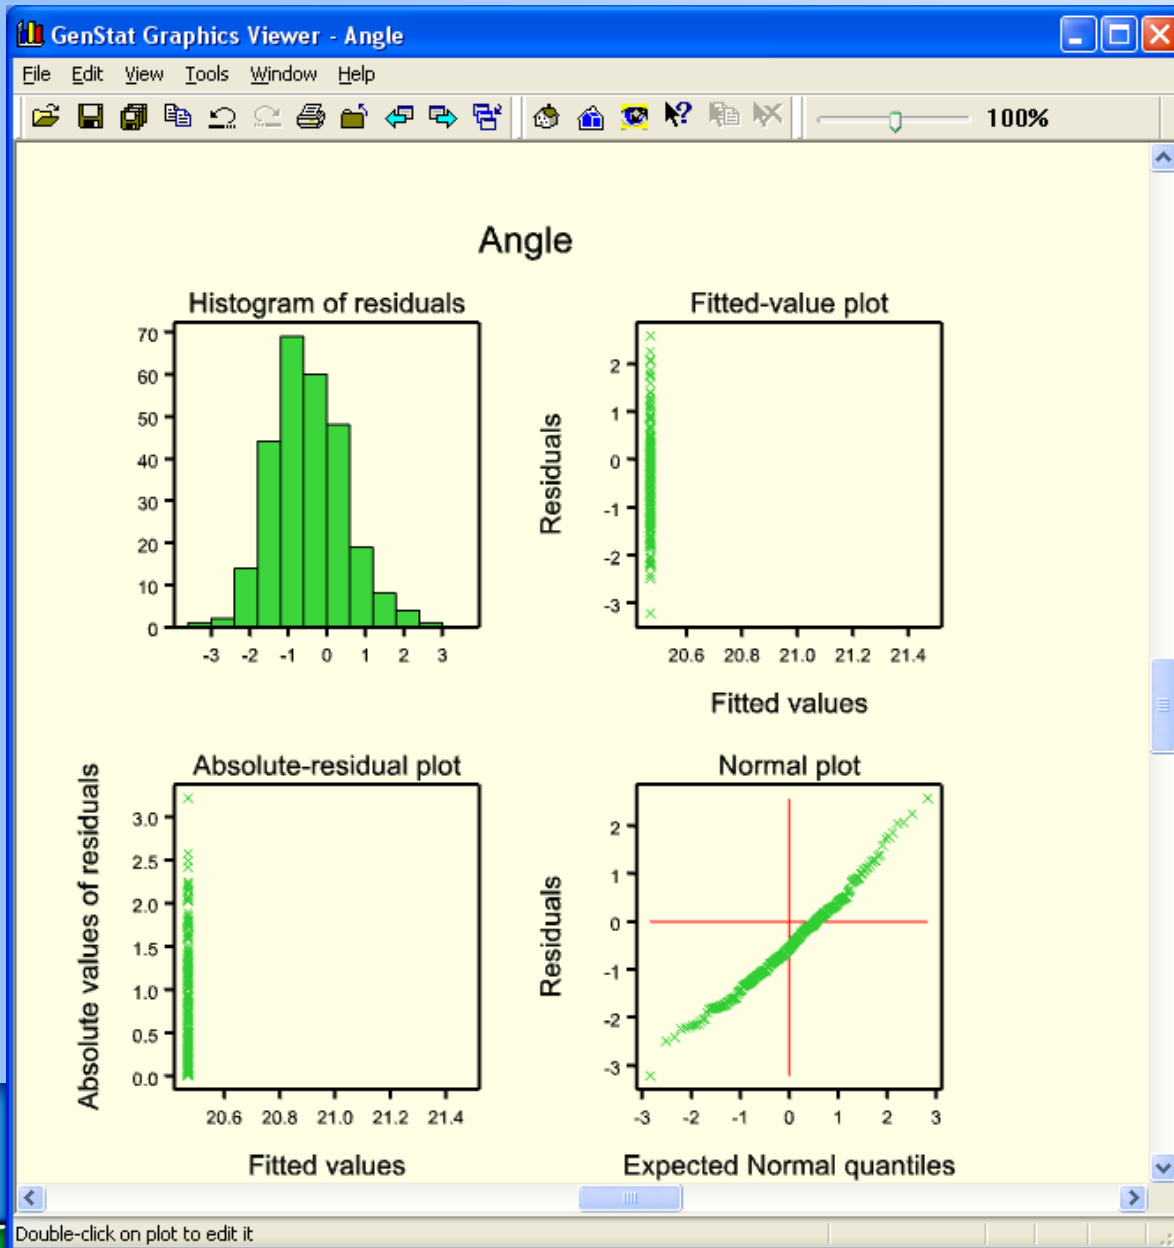 GenStat Graphics Viewer - Angle
File Edit View Tools Window Help
100%
Angle
Histogram of residuals
70
60
50
40
30
20
10
0
-3 -2 -1 0 1 2 3
Fitted-value plot
Residuals
2
1
0
-1
-2
-3
20.6 20.8 21.0 21.2 21.4
Fitted values
Absolute-residual plot
Absolute values of residuals
3.0
2.5
2.0
1.5
1.0
0.5
0.0
20.6 20.8 21.0 21.2 21.4
Fitted values
Normal plot
Residuals
2
1
0
-1
-2
-3
-3 -2 -1 0 1 2 3
Expected Normal quantiles
Double-click on plot to edit it